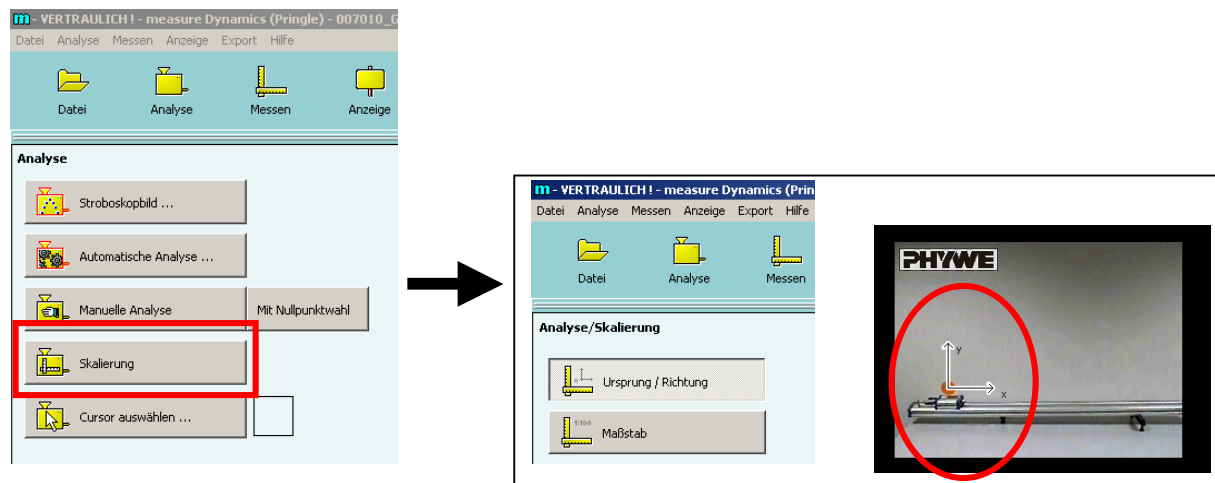 m - VERTRAULICH ! - measure Dynamics (Pringle) - 007010_G
Datei Analyse Messen Anzeige Export Hilfe
Datei Analyse Messen Anzeige
Analyse
Stroboskopbild ...
Automatische Analyse ...
Manuelle Analyse Mit Nullpunktwahl
Skalierung
Cursor auswählen ...
m - VERTRAULICH ! - measure Dynamics (Prin
Datei Analyse Messen Anzeige Export Hilfe
Datei Analyse Messen
Analyse/Skalierung
Ursprung / Richtung
1:100
Maßstab
PHYWE
y
x